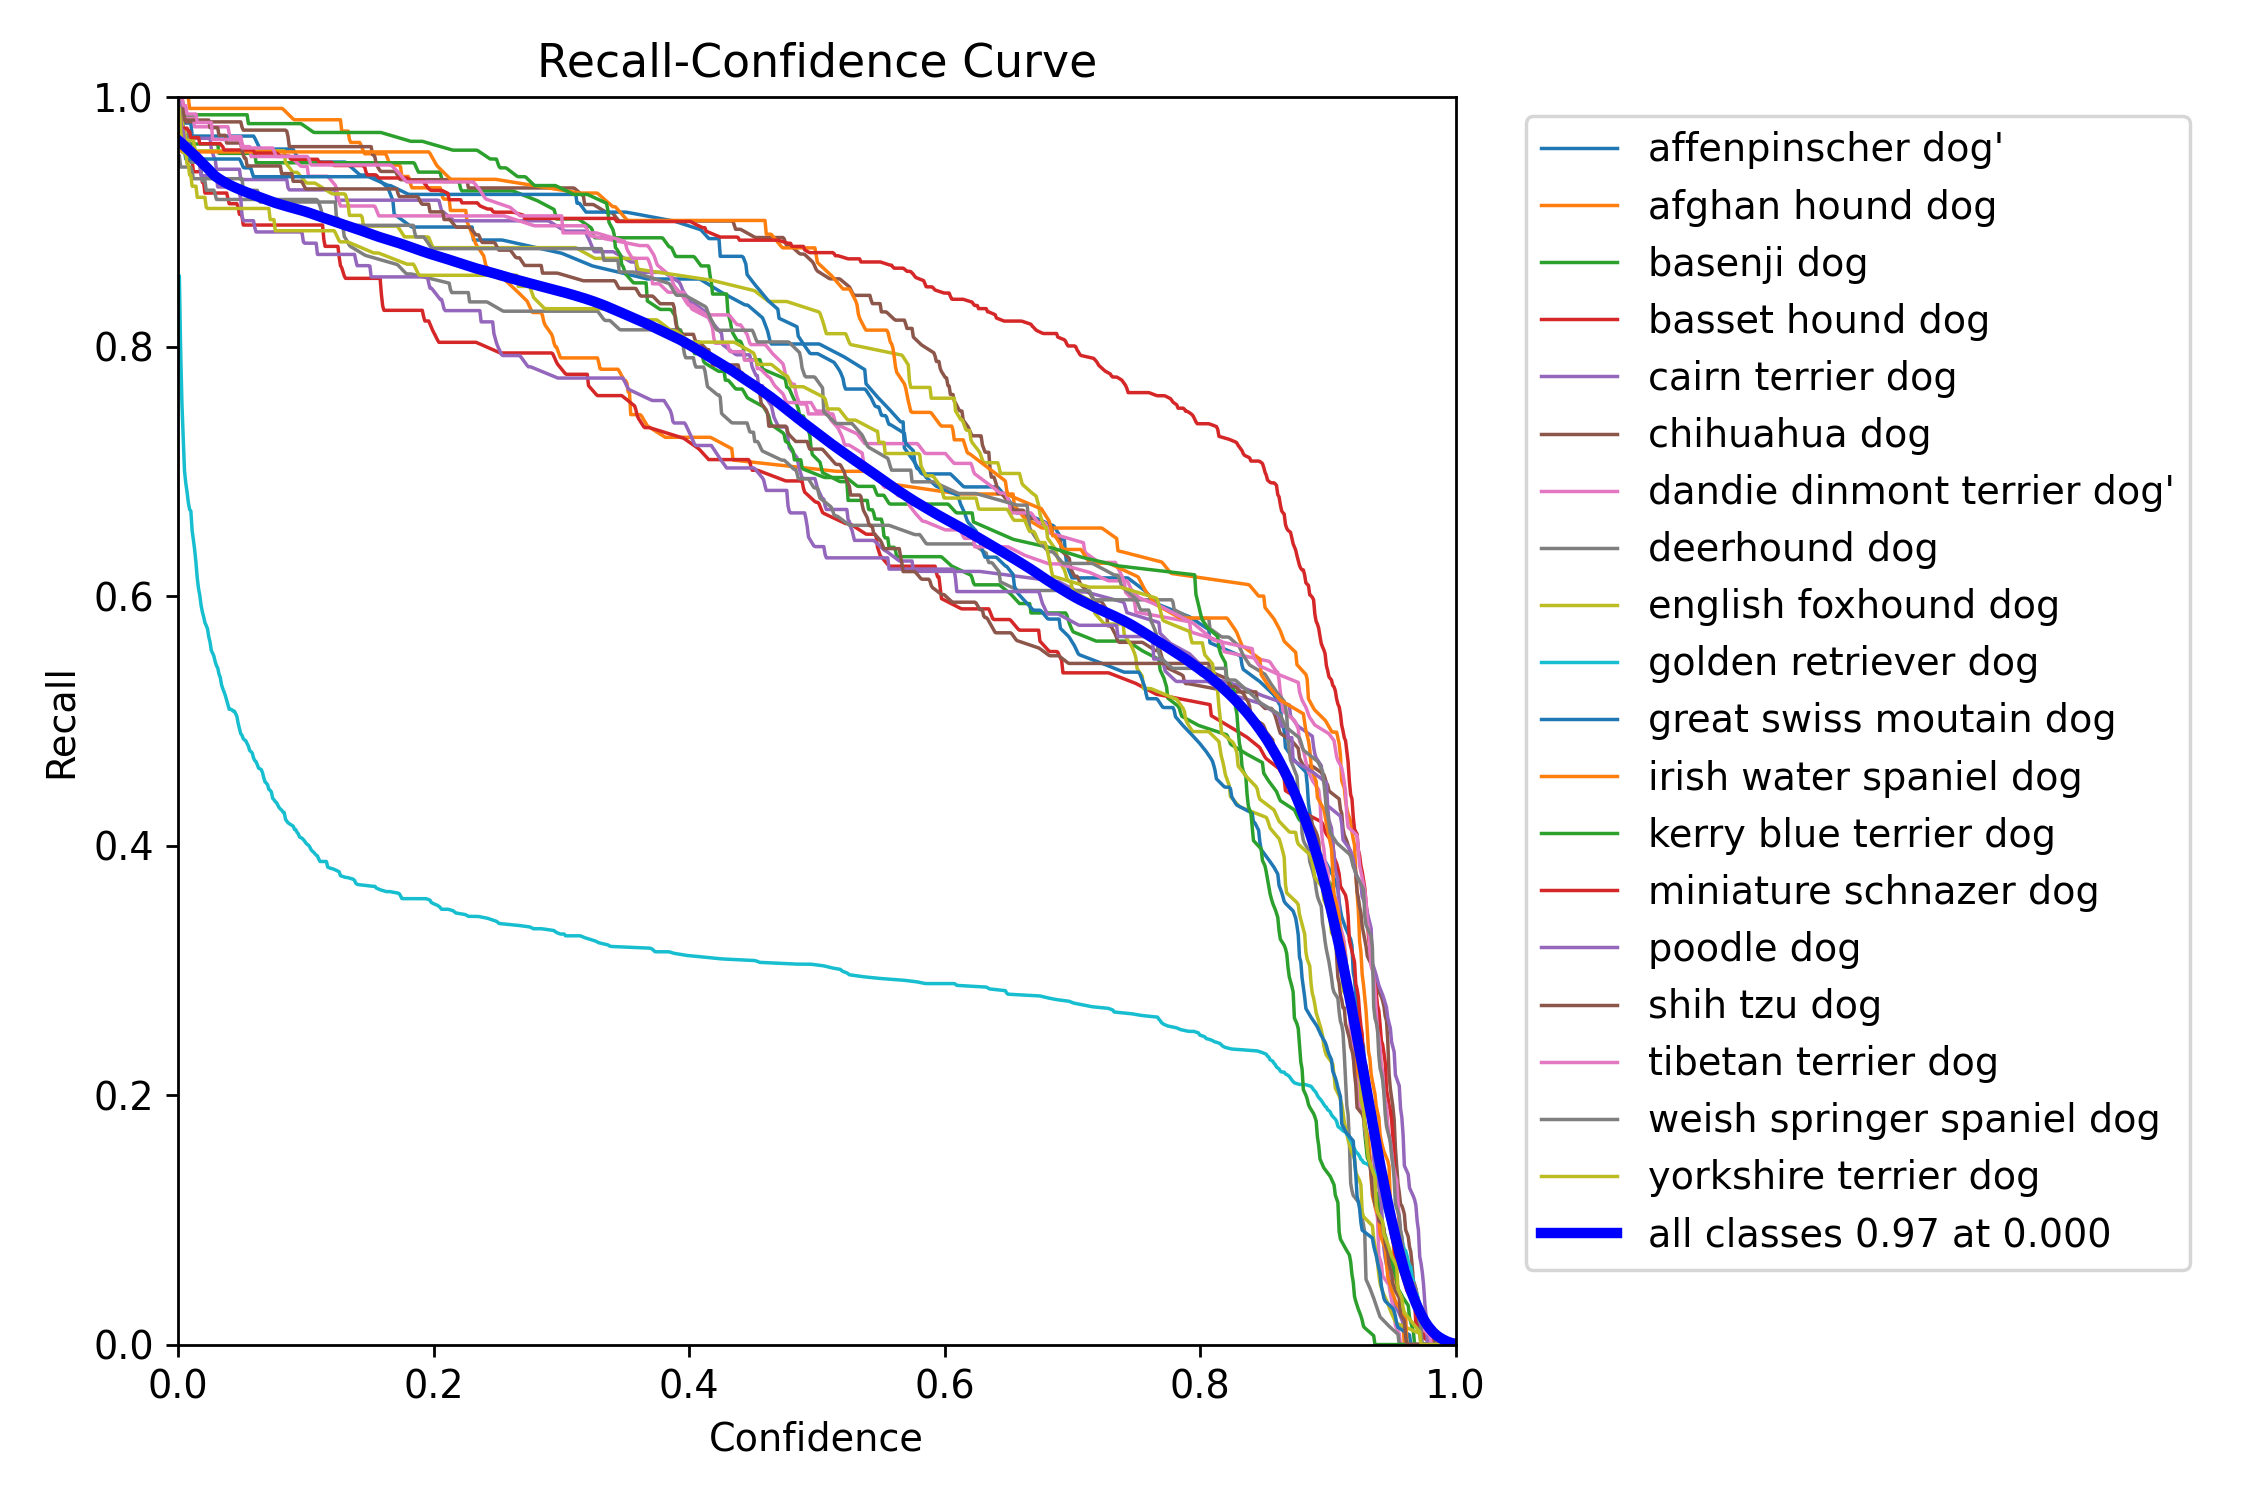 Recall-Confidence Curve
1.0
0.8
0.6
0.4
0.2
0.0
Recall
0.0 0.2 0.4 0.6 0.8 1.0
Confidence
affenpinscher dog'
afghan hound dog
basenji dog
basset hound dog
cairn terrier dog
chihuahua dog
dandie dinmont terrier dog'
deerhound dog
english foxhound dog
golden retriever dog
great swiss moutain dog
irish water spaniel dog
kerry blue terrier dog
miniature schnazer dog
poodle dog
shih tzu dog
tibetan terrier dog
weish springer spaniel dog
yorkshire terrier dog
all classes 0.97 at 0.000